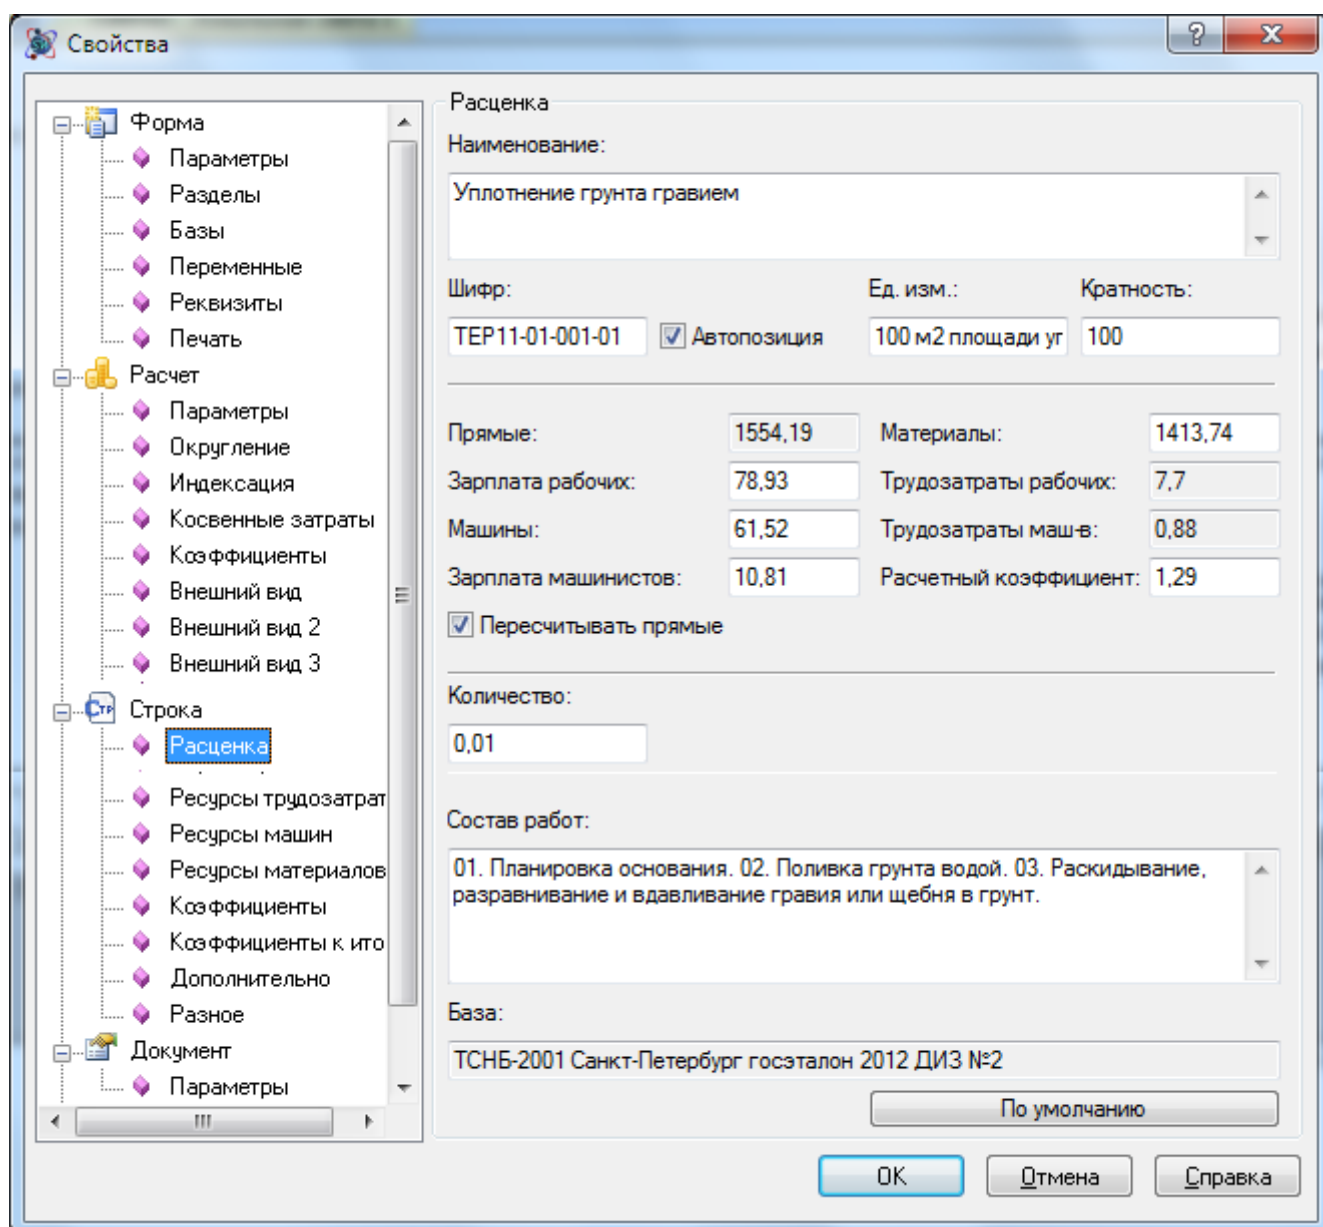 Свойства
Форма
Параметры
Разделы
Базы
Переменные
Реквизиты
Печать
Расчет
Параметры
Округление
Индексация
Косвенные затраты
Коэффициенты
Внешний вид
Внешний вид 2
Внешний вид 3
Строка
Расценка
Ресурсы трудозатрат
Ресурсы машин
Ресурсы материалов
Коэффициенты
Коэффициенты к ито
Дополнительно
Разное
Документ
Параметры
Расценка
Наименование:
Уплотнение грунта гравием
Шифр: Ед. изм.: Кратность:
ТЕР11-01-001-01 Автопозиция 100 м2 площади уг 100
Прямые: 1554,19 Материалы: 1413,74
Зарплата рабочих: 78,93 Трудозатраты рабочих: 7,7
Машины: 61,52 Трудозатраты маш-в: 0,88
Зарплата машинистов: 10,81 Расчетный коэффициент: 1,29
Пересчитывать прямые
Количество:
0,01
Состав работ:
01. Планировка основания. 02. Поливка грунта водой. 03. Раскидывание,
разравнивание и вдавливание гравия или щебня в грунт.
База:
ТСНБ-2001 Санкт-Петербург госэталон 2012 ДИЗ №2
По умолчанию
OK Отмена Справка